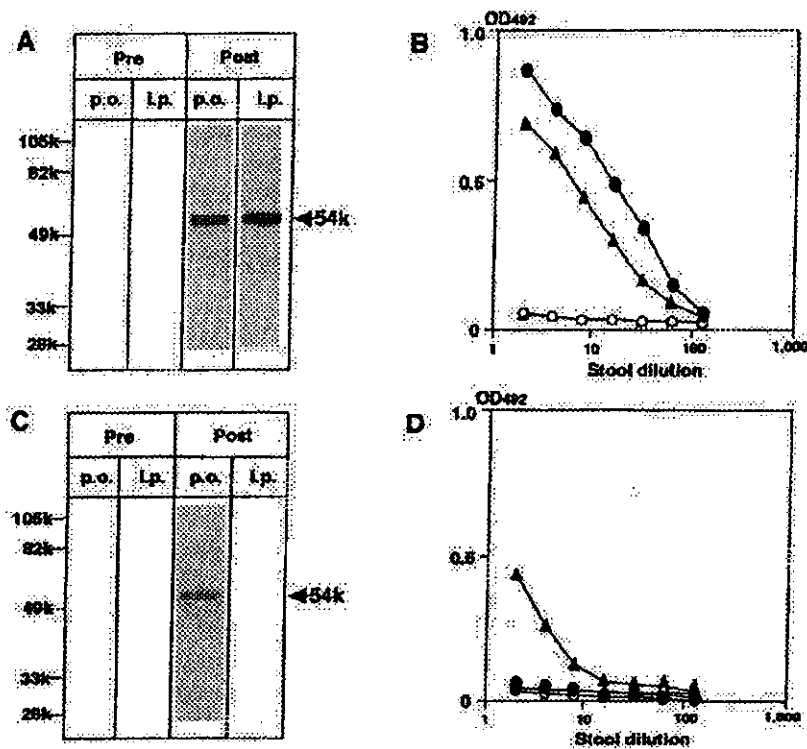 A
Pre Post
p.o. i.p. p.o. i.p.
105k
82k
49k
33k
28k
54k
B
OD492
1.0
0.5
0
1 10 100 1,000
Stool dilution
C
Pre Post
p.o. i.p. p.o. i.p.
105k
82k
49k
33k
28k
54k
D
OD492
1.0
0.5
0
1 10 100 1,000
Stool dilution